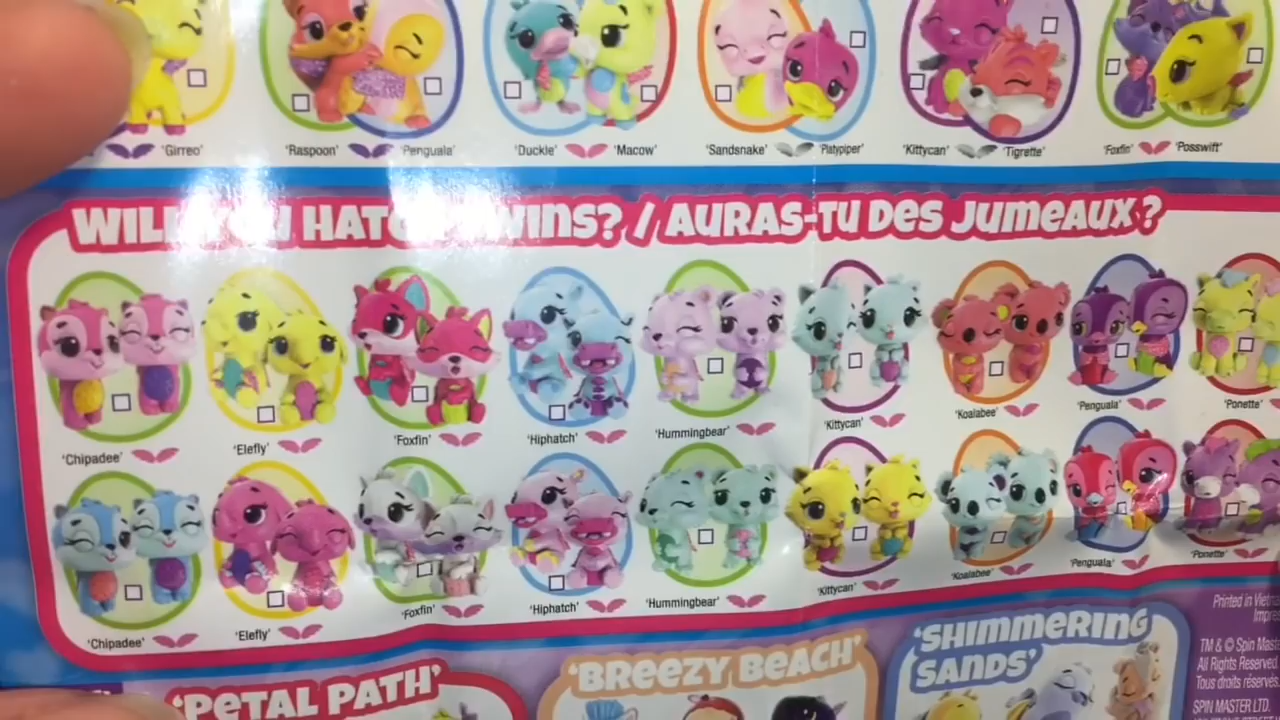 'Girreo'
'Raspoon' 'Penguala'
'Duckle' 'Macow'
'Sandsnake' 'Platypiper'
'Kittycan' 'Tigrette'
'Foxfin' 'Posswift'
HATC WINS? / AURAS-TU DES JUMEAUX?
'Chipadee' 'Elefly' 'Foxfin' 'Hiphatch' 'Hummingbear' 'Kittycan' 'Koalabee' 'Penguala' 'Ponette'
'Chipadee' 'Elefly' 'Foxfin' 'Hiphatch' 'Hummingbear' 'Kittycan' 'Koalabee' 'Penguala' 'Ponette'
'PETAL PATH'
'BREEZY BEACH'
'SHIMMERING
SANDS'
Printed in
TM & © Spin
All Rights Reserved
Tous droits réservés
SPIN MASTER LTD.